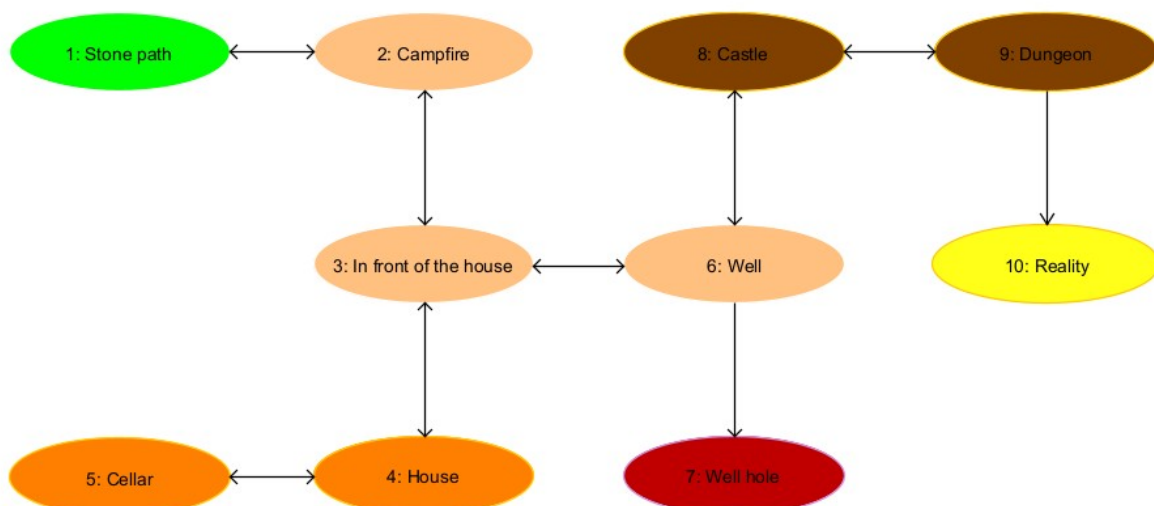 1: Stone path
2: Campfire
8: Castle
9: Dungeon
3: In front of the house
6: Well
10: Reality
5: Cellar
4: House
7: Well hole